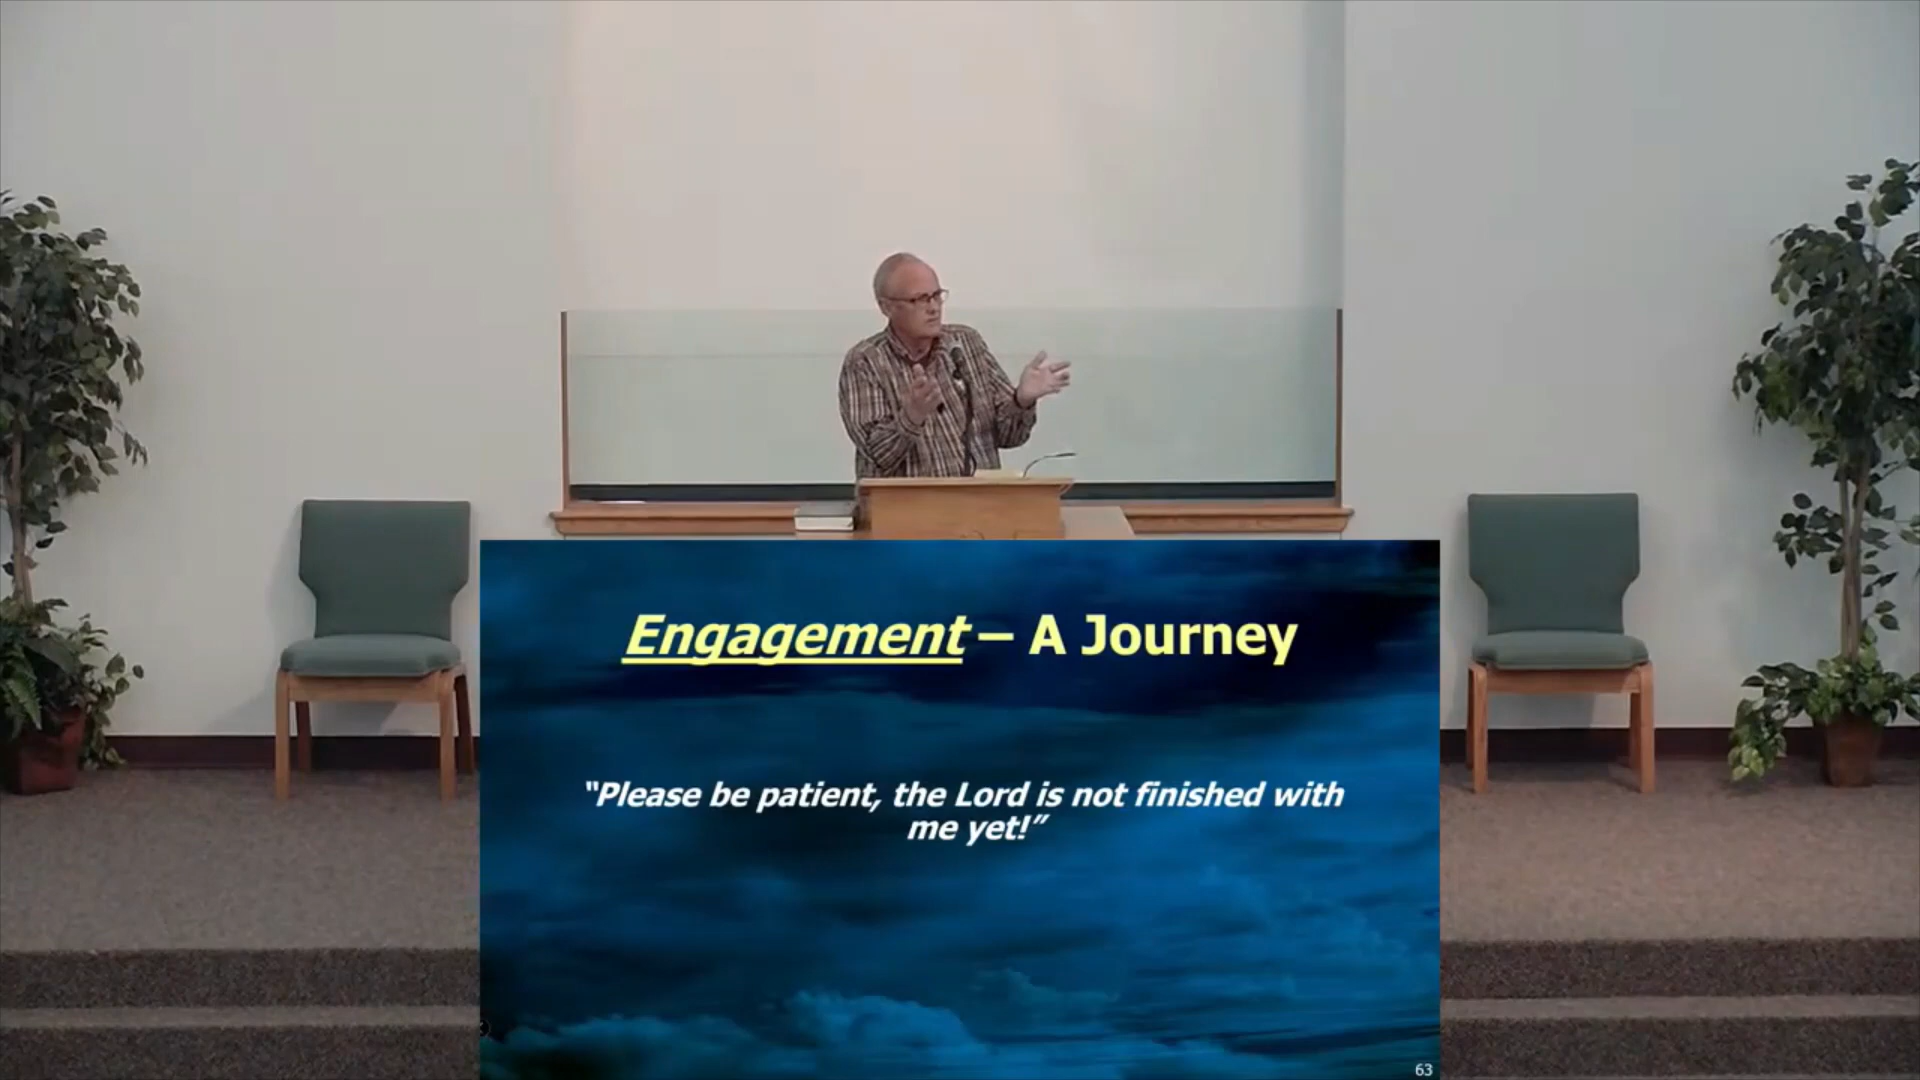 Engagement – A Journey
“Please be patient, the Lord is not finished with
me yet!”
63